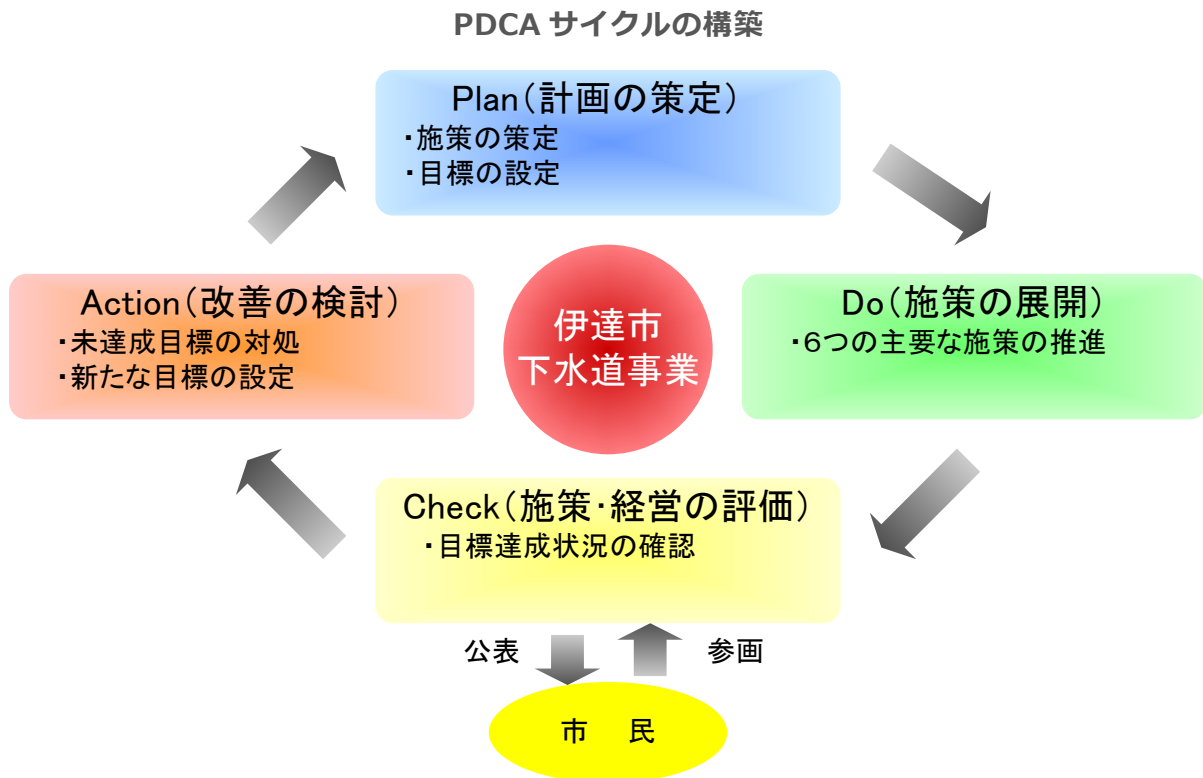 PDCA サイクルの構築
Plan(計画の策定)
・施策の策定
・目標の設定
Action(改善の検討)
・未達成目標の対処
・新たな目標の設定
伊達市
下水道事業
Do(施策の展開)
・6つの主要な施策の推進
Check(施策・経営の評価)
・目標達成状況の確認
公表
参画
市　民